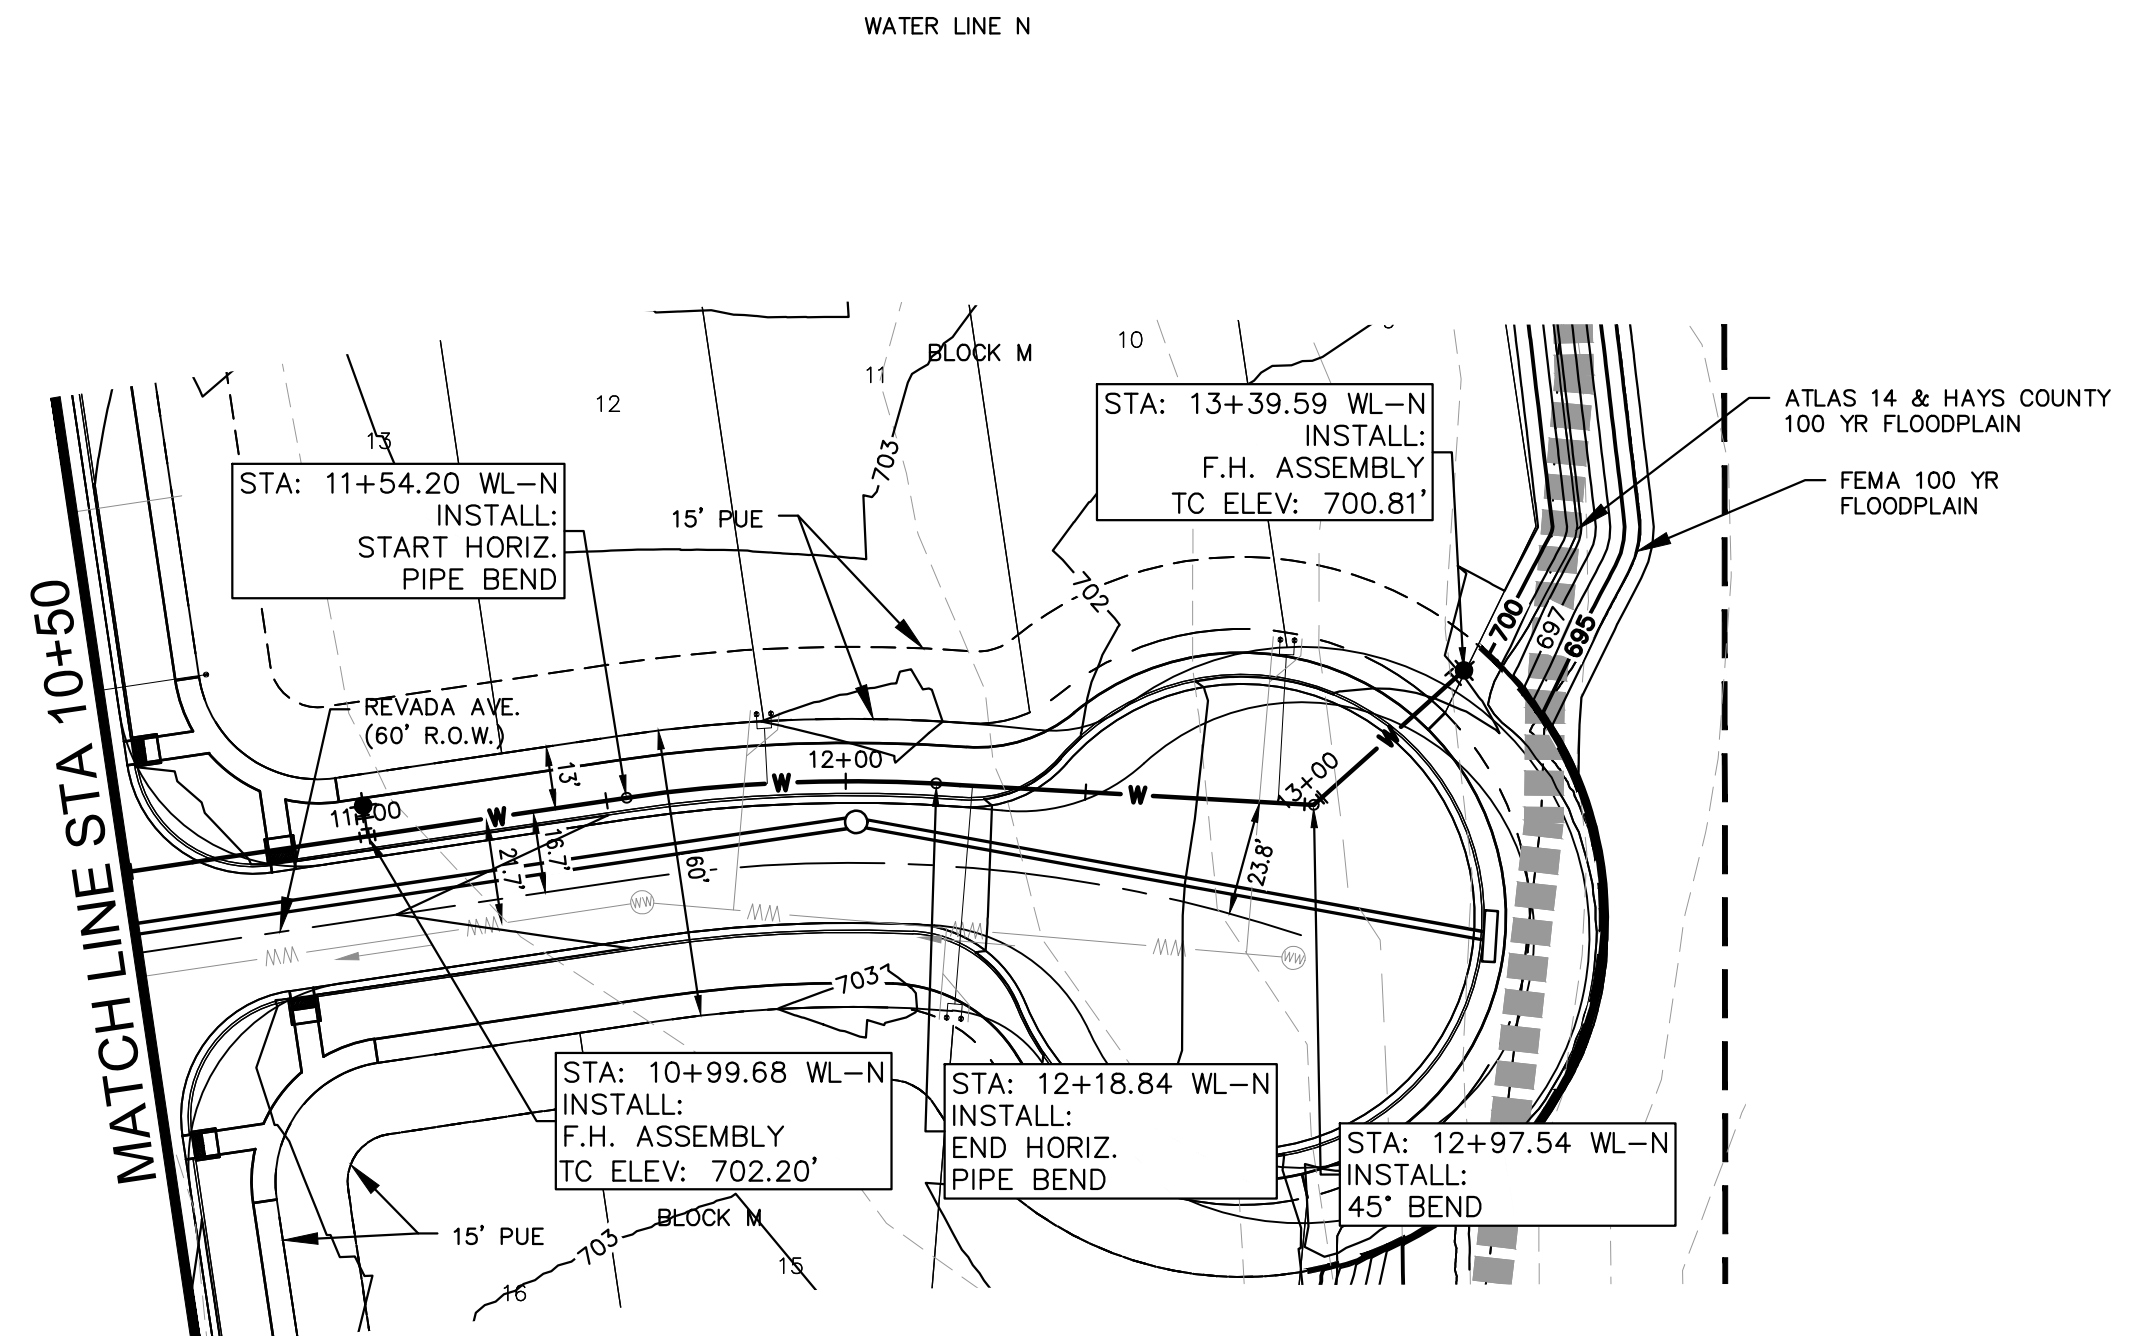 WATER LINE N
10
BLOCK M
11
12
13
STA: 13+39.59 WL-N
INSTALL:
F.H. ASSEMBLY
TC ELEV: 700.81'
ATLAS 14 & HAYS COUNTY
100 YR FLOODPLAIN
FEMA 100 YR
FLOODPLAIN
STA: 11+54.20 WL-N
INSTALL:
START HORIZ.
PIPE BEND
703
15' PUE
702
700
697
695
MATCH LINE STA 10+50
REVADA AVE.
(60' R.O.W.)
13'
12+00
W
W
W
W
13+00
11+00
21.7'
16.7'
60'
23.8'
WW
WW
703
STA: 10+99.68 WL-N
INSTALL:
F.H. ASSEMBLY
TC ELEV: 702.20'
STA: 12+18.84 WL-N
INSTALL:
END HORIZ.
PIPE BEND
STA: 12+97.54 WL-N
INSTALL:
45° BEND
15' PUE
BLOCK M
703
15
16